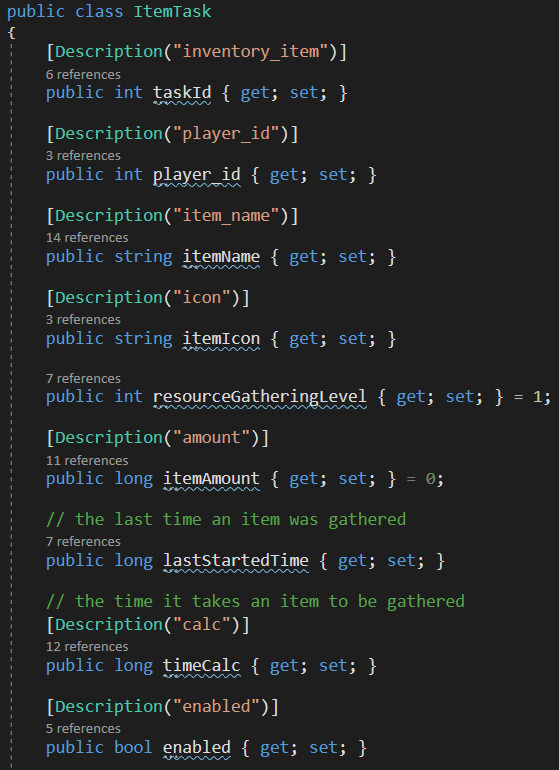 public class ItemTask
{
[Description("inventory_item")]
6 references
public int taskId { get; set; }
[Description("player_id")]
3 references
public int player_id { get; set; }
[Description("item_name")]
14 references
public string itemName { get; set; }
[Description("icon")]
3 references
public string itemIcon { get; set; }
7 references
public int resourceGatheringLevel { get; set; } = 1;
[Description("amount")]
11 references
public long itemAmount { get; set; } = 0;
// the last time an item was gathered
7 references
public long lastStartedTime { get; set; }
// the time it takes an item to be gathered
[Description("calc")]
12 references
public long timeCalc { get; set; }
[Description("enabled")]
5 references
public bool enabled { get; set; }